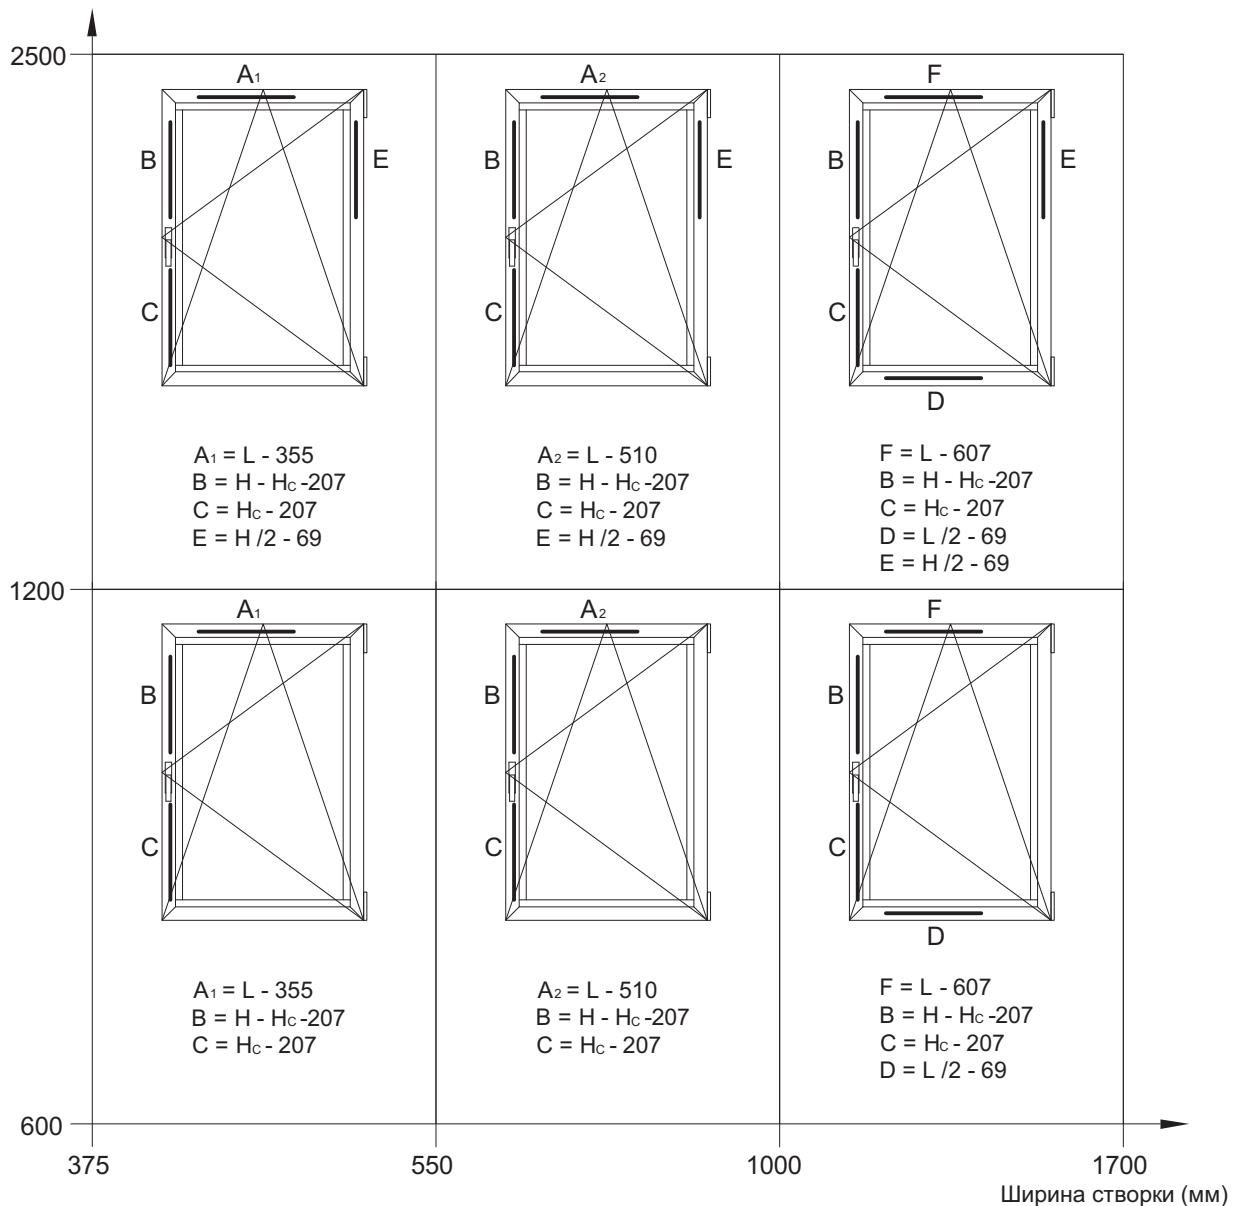 2500
A₁
B
E
C
A₁ = L - 355
B = H - Hc -207
C = Hc - 207
E = H /2 - 69
A₂
B
E
C
A₂ = L - 510
B = H - Hc -207
C = Hc - 207
E = H /2 - 69
F
B
E
C
D
F = L - 607
B = H - Hc -207
C = Hc - 207
D = L /2 - 69
E = H /2 - 69
1200
A₁
B
C
A₁ = L - 355
B = H - Hc -207
C = Hc - 207
A₂
B
C
A₂ = L - 510
B = H - Hc -207
C = Hc - 207
F
B
C
D
F = L - 607
B = H - Hc -207
C = Hc - 207
D = L /2 - 69
600
375 550 1000 1700
Ширина створки (мм)